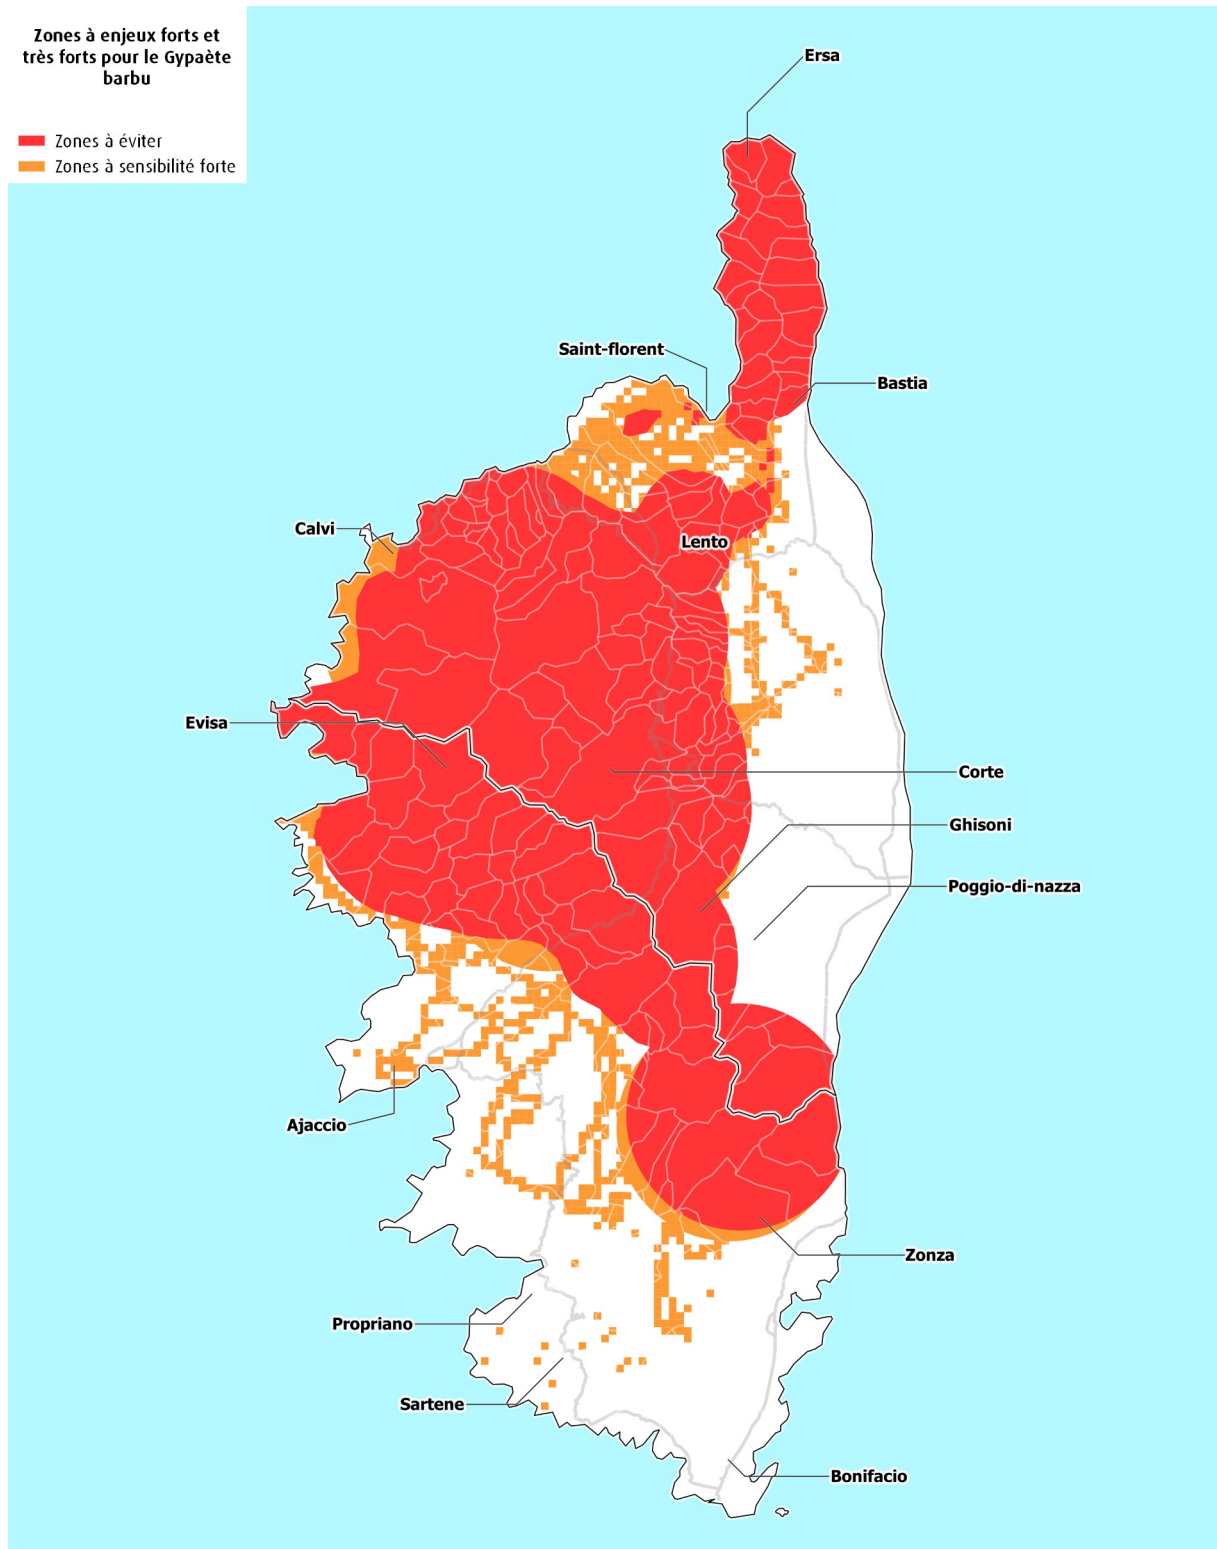 Zones à enjeux forts et
très forts pour le Gypaète
barbu
Zones à éviter
Zones à sensibilité forte
Ersa
Saint-florent
Bastia
Calvi
Lento
Evisa
Corte
Ghisoni
Poggio-di-nazza
Ajaccio
Zonza
Propriano
Sartene
Bonifacio